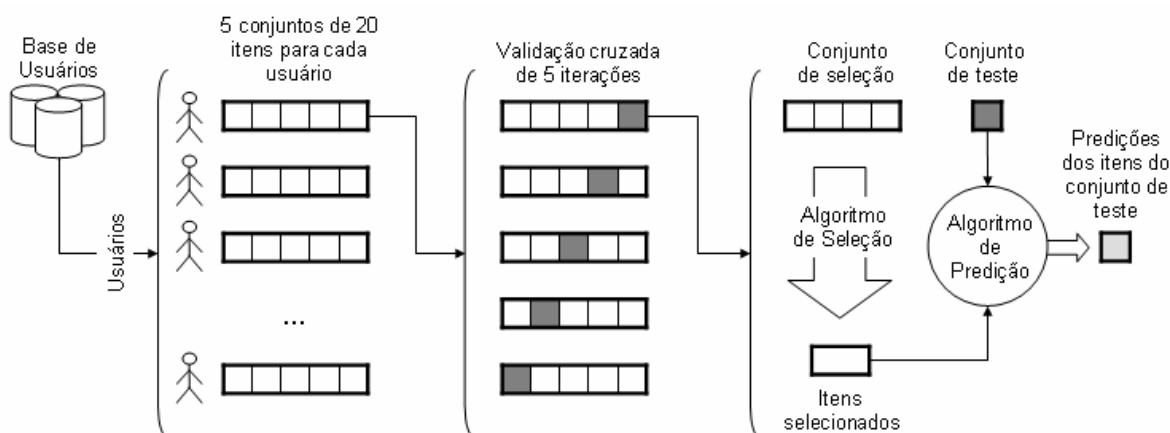 Base de
Usuários
Usuários
5 conjuntos de 20
itens para cada
usuário
...
Validação cruzada
de 5 iterações
Conjunto
de seleção
Algoritmo
de Seleção
Itens
selecionados
Conjunto
de teste
Algoritmo
de
Predição
Predições
dos itens do
conjunto de
teste